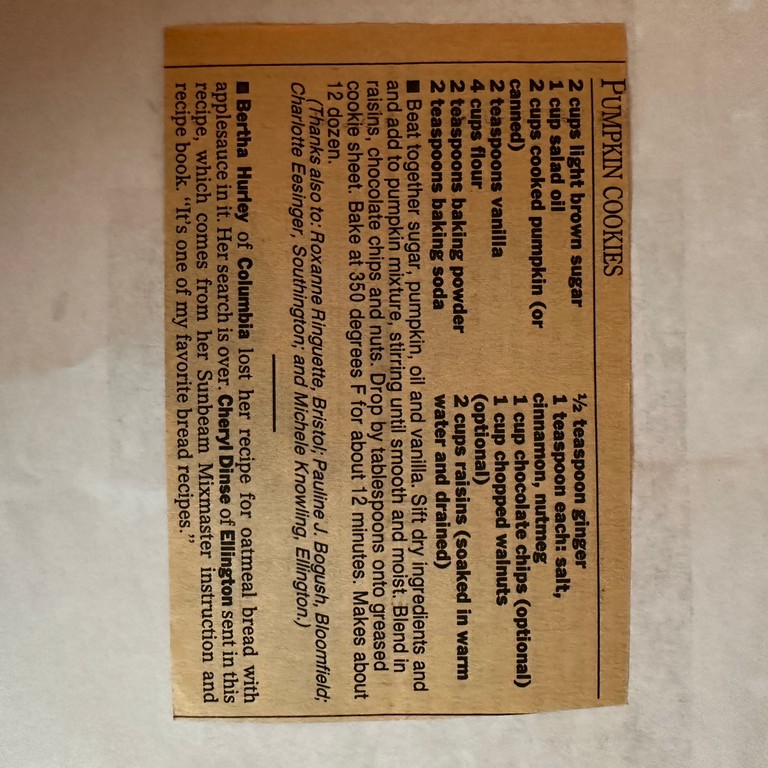 PUMPKIN COOKIES
2 cups light brown sugar
1 cup salad oil
2 cups cooked pumpkin (or
canned)
2 teaspoons vanilla
4 cups flour
2 teaspoons baking powder
2 teaspoons baking soda
½ teaspoon ginger
1 teaspoon each: salt,
cinnamon, nutmeg
1 cup chocolate chips (optional)
1 cup chopped walnuts
(optional)
2 cups raisins (soaked in warm
water and drained)
■ Beat together sugar, pumpkin, oil and vanilla. Sift dry ingredients and
and add to pumpkin mixture, stirring until smooth and moist. Blend in
raisins, chocolate chips and nuts. Drop by tablespoons onto greased
cookie sheet. Bake at 350 degrees F for about 12 minutes. Makes about
12 dozen.
(Thanks also to: Roxanne Ringuette, Bristol; Pauline J. Bogush, Bloomfield;
Charlotte Eesinger, Southington; and Michele Knowling, Ellington.)
■ Bertha Hurley of Columbia lost her recipe for oatmeal bread with
applesauce in it. Her search is over. Cheryl Dinse of Ellington sent in this
recipe, which comes from her Sunbeam Mixmaster instruction and
recipe book. “It's one of my favorite bread recipes.”